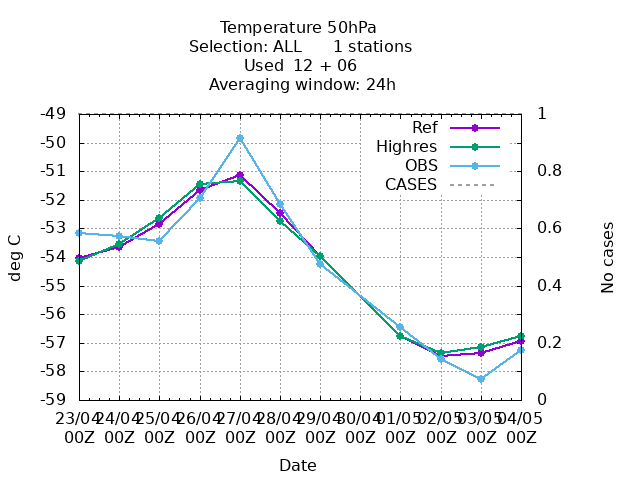 Temperature 50hPa
Selection: ALL      1 stations
Used  12 + 06
Averaging window: 24h
-49
-50
-51
-52
-53
-54
-55
-56
-57
-58
-59
deg C
1
0.8
0.6
0.4
0.2
0
No cases
Ref
Highres
OBS
CASES
23/04 24/04 25/04 26/04 27/04 28/04 29/04 30/04 01/05 02/05 03/05 04/05
00Z 00Z 00Z 00Z 00Z 00Z 00Z 00Z 00Z 00Z 00Z 00Z
Date